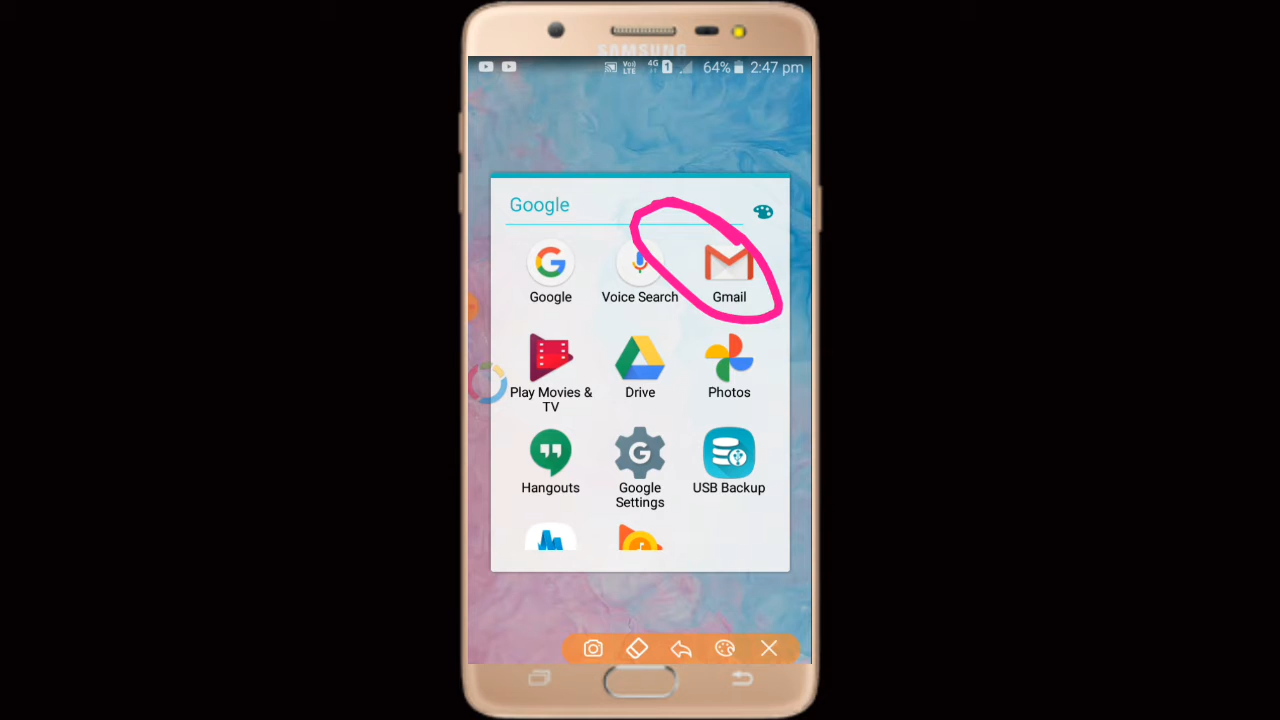 SAMSUNG
VoLTE 4G 1 64% 2:47 pm
Google
Google Voice Search Gmail
Play Movies & TV Drive Photos
Hangouts Google Settings USB Backup